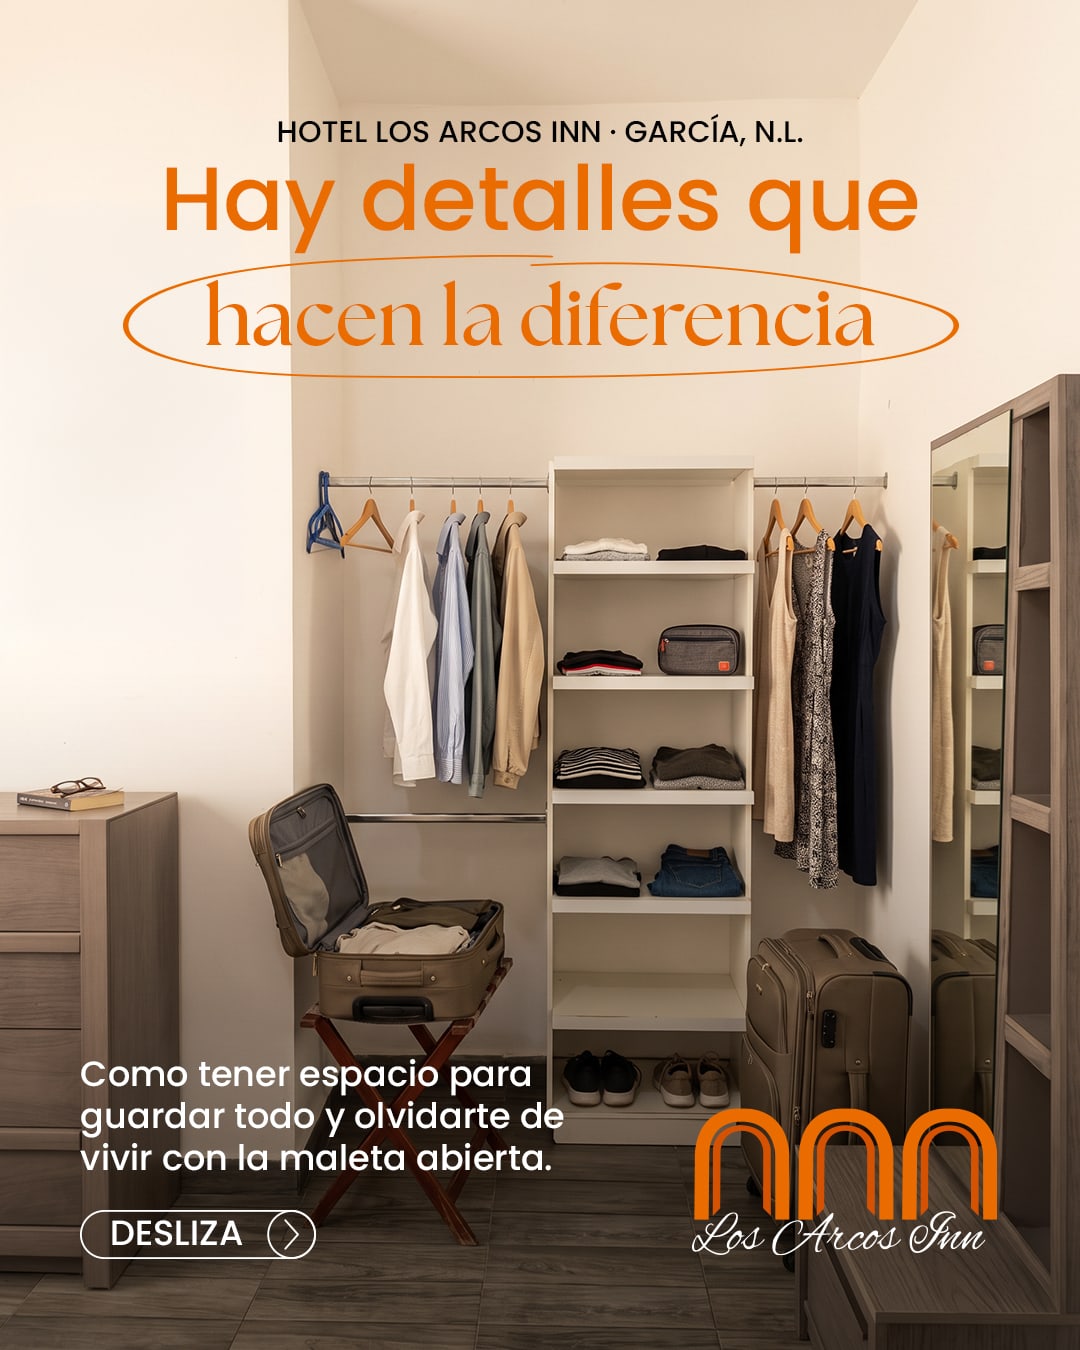 HOTEL LOS ARCOS INN · GARCÍA, N.L.
Hay detalles que
hacen la diferencia
Como tener espacio para
guardar todo y olvidarte de
vivir con la maleta abierta.
DESLIZA
Los Arcos Inn